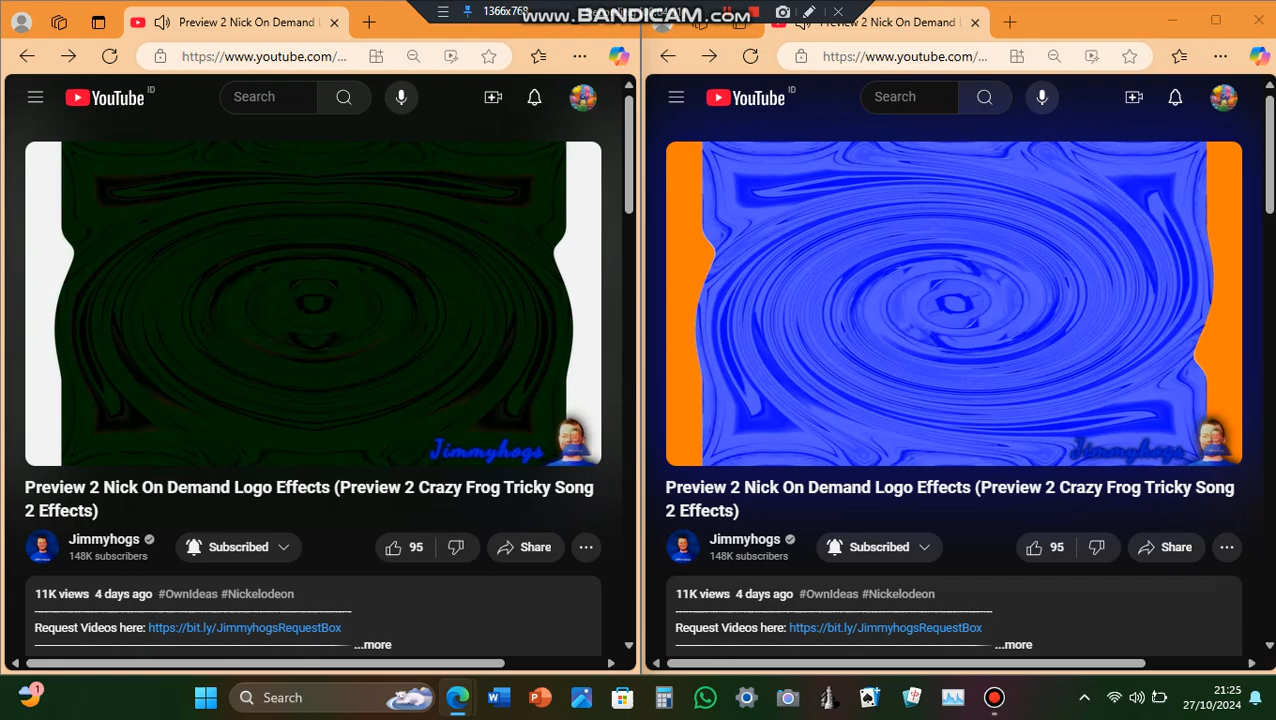 1366x768
www.BANDICAM.com
Preview 2 Nick On Demand L
https://www.youtube.com/...
YouTube ID
Search
Jimmyhogs
Preview 2 Nick On Demand Logo Effects (Preview 2 Crazy Frog Tricky Song
2 Effects)
Jimmyhogs
148K subscribers
Subscribed
95
Share
11K views 4 days ago #OwnIdeas #Nickelodeon
Request Videos here: https://bit.ly/JimmyhogsRequestBox
...more
Preview 2 Nick On Demand L
https://www.youtube.com/...
YouTube ID
Search
Jimmyhogs
Preview 2 Nick On Demand Logo Effects (Preview 2 Crazy Frog Tricky Song
2 Effects)
Jimmyhogs
148K subscribers
Subscribed
95
Share
11K views 4 days ago #OwnIdeas #Nickelodeon
Request Videos here: https://bit.ly/JimmyhogsRequestBox
...more
1
Search
21:25
27/10/2024